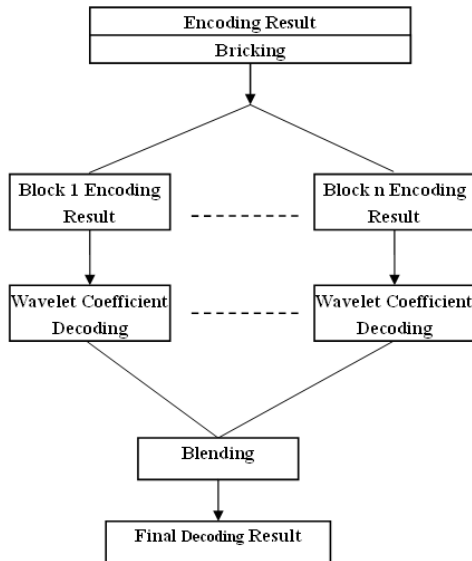 Encoding Result
Bricking
Block 1 Encoding
Result
Block n Encoding
Result
Wavelet Coefficient
Decoding
Wavelet Coefficient
Decoding
Blending
Final Decoding Result